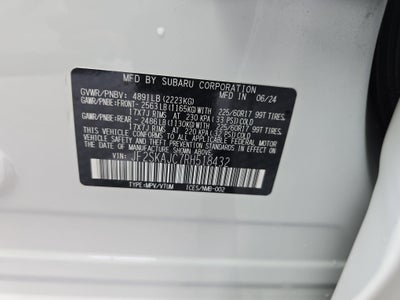 MFD. BY SUBARU CORPORATION
GVWR/PNBV: 4891LB(2223KG) MFD IN 06/24
GAWR/PNBE: FRONT- 2563LB(1165KG)WITH 225/60R17 TIRES,
17X7J RIMS AT 230 KPA(33 PSI)COLD
GAWR/PNBE: REAR- 2486LB(1130KG)WITH 225/60R17 TIRES,
17X7J RIMS AT 220 KPA(32 PSI)COLD
THIS VEHICLE CONFORMS TO ALL APPLICABLE
FEDERAL MOTOR VEHICLE SAFETY,BUMPER,AND
THEFT PREVENTION STANDARDS IN EFFECT ON THE
DATE OF MANUFACTURE SHOWN ABOVE.
VIN: JF2SKAJC7RH518432
TYPE:MPV/VTUM ICES/NMB-002